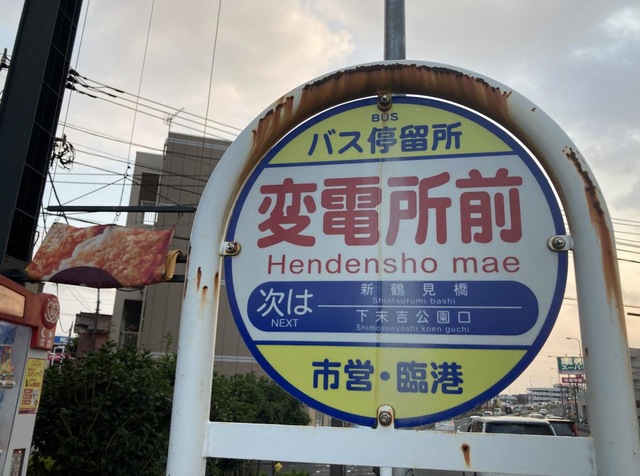 BUS
バス停留所
変電所前
Hendensho mae
次は
NEXT
新鶴見橋
Shintsurumi bashi
下末吉公園口
Shimosueyoshi koen guchi
市営・臨港